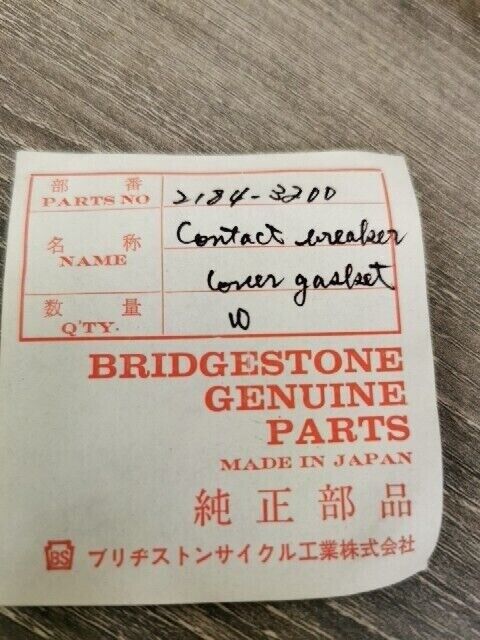 部番 2184-3200
PARTS NO
名称 Contact breaker
NAME
cover gasket
数量 10
Q'TY.
BRIDGESTONE
GENUINE
PARTS
MADE IN JAPAN
純正部品
BS ブリヂストンサイクル工業株式会社